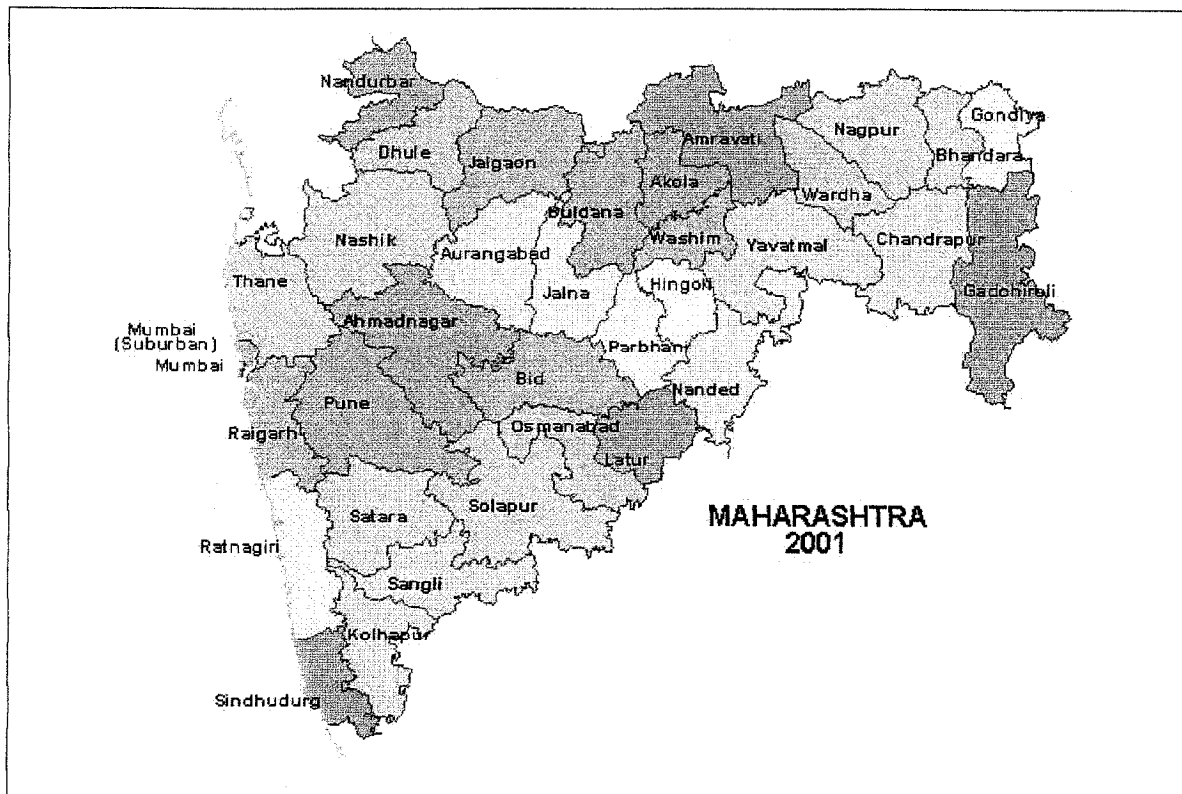 Nandurbar
Gondiya
Nagpur
Amravati
Dhule
Jalgaon
Bhandara
Akola
Wardha
Buldana
Nashik
Washim
Yavatmal
Chandrapur
Aurangabad
Thane
Jalna
Hingoli
Gadchiroli
Ahmadnagar
Mumbai
(Suburban)
Parbhani
Mumbai
Bid
Nanded
Pune
Raigarh
Osmanabad
Latur
Solapur
Satara
MAHARASHTRA
2001
Ratnagiri
Sangli
Kolhapur
Sindhudurg